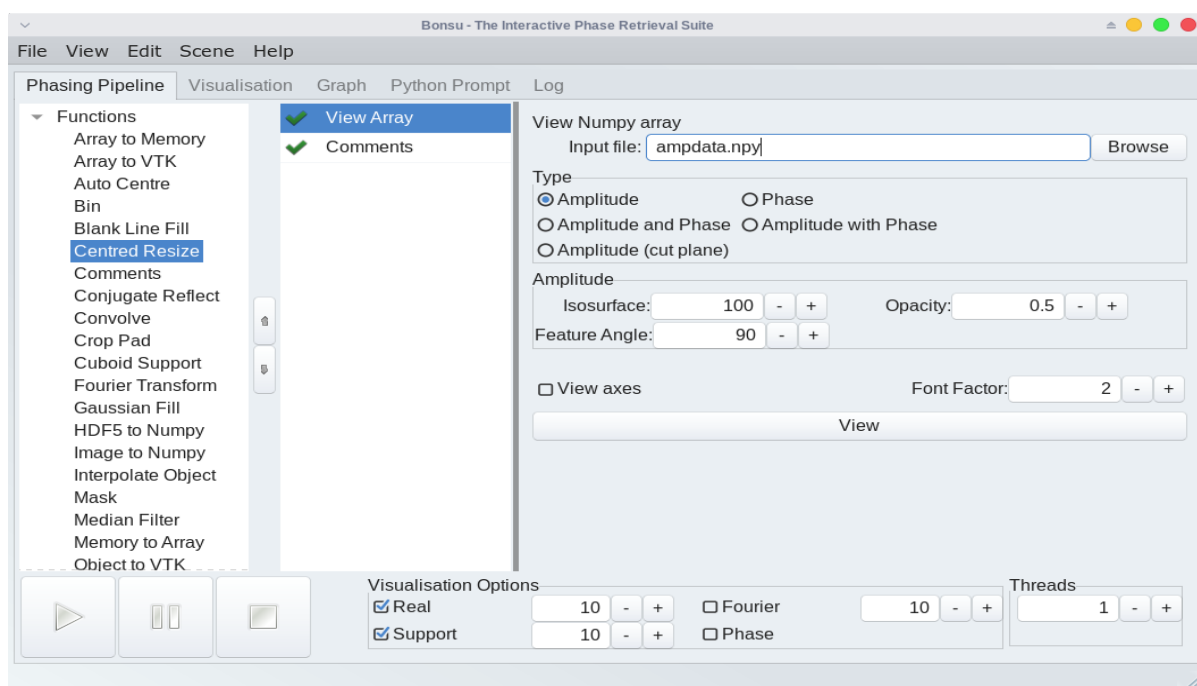 Bonsu - The Interactive Phase Retrieval Suite
File View Edit Scene Help
Phasing Pipeline Visualisation Graph Python Prompt Log
Functions
Array to Memory
Array to VTK
Auto Centre
Bin
Blank Line Fill
Centred Resize
Comments
Conjugate Reflect
Convolve
Crop Pad
Cuboid Support
Fourier Transform
Gaussian Fill
HDF5 to Numpy
Image to Numpy
Interpolate Object
Mask
Median Filter
Memory to Array
Object to VTK
View Array
Comments
View Numpy array
Input file: ampdata.npy Browse
Type
Amplitude Phase
Amplitude and Phase Amplitude with Phase
Amplitude (cut plane)
Amplitude
Isosurface: 100 - + Opacity: 0.5 - +
Feature Angle: 90 - +
View axes Font Factor: 2 - +
View
Visualisation Options Threads
Real 10 - + Fourier 10 - + 1 - +
Support 10 - + Phase